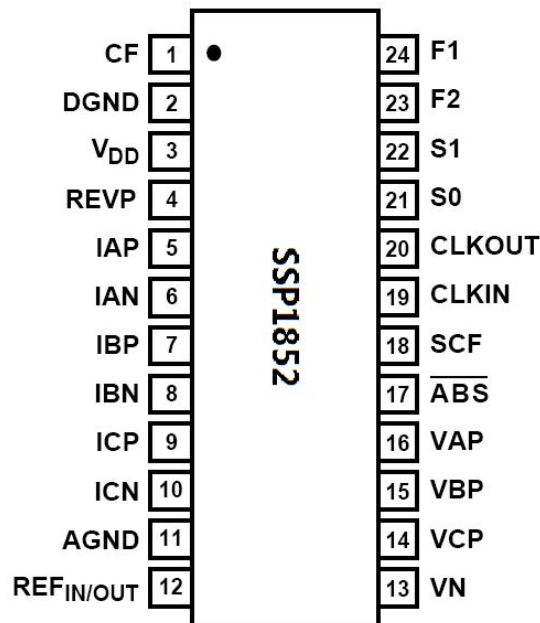 CF 1 24 F1
DGND 2 23 F2
VDD 3 22 S1
REVP 4 21 S0
IAP 5 20 CLKOUT
IAN 6 19 CLKIN
IBP 7 18 SCF
IBN 8 17 ABS
ICP 9 16 VAP
ICN 10 15 VBP
AGND 11 14 VCP
REFIN/OUT 12 13 VN
SSP1852